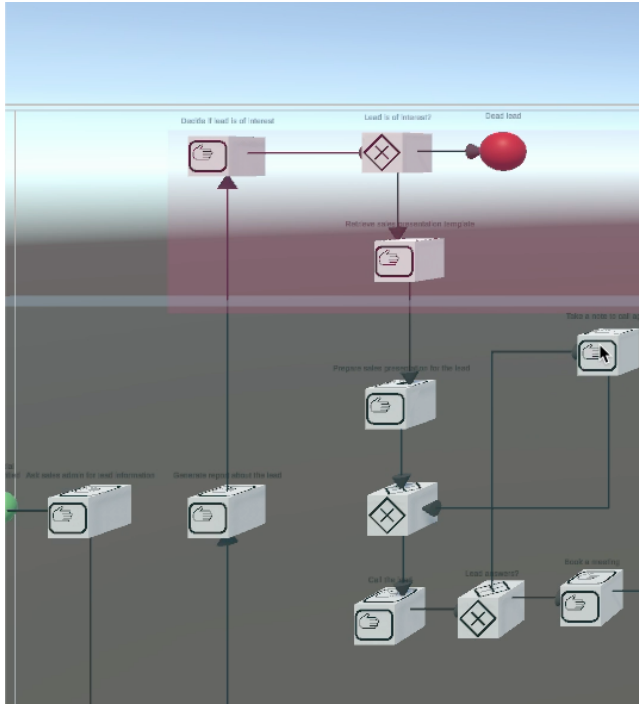 Decide if lead is of interest
Lead is of interest?
Dead lead
Retrieve sales presentation template
Take a note to call
Prepare sales presentation for the lead
Ask sales admin for lead information
Generate report about the lead
Call the lead
Lead answers?
Book a meeting